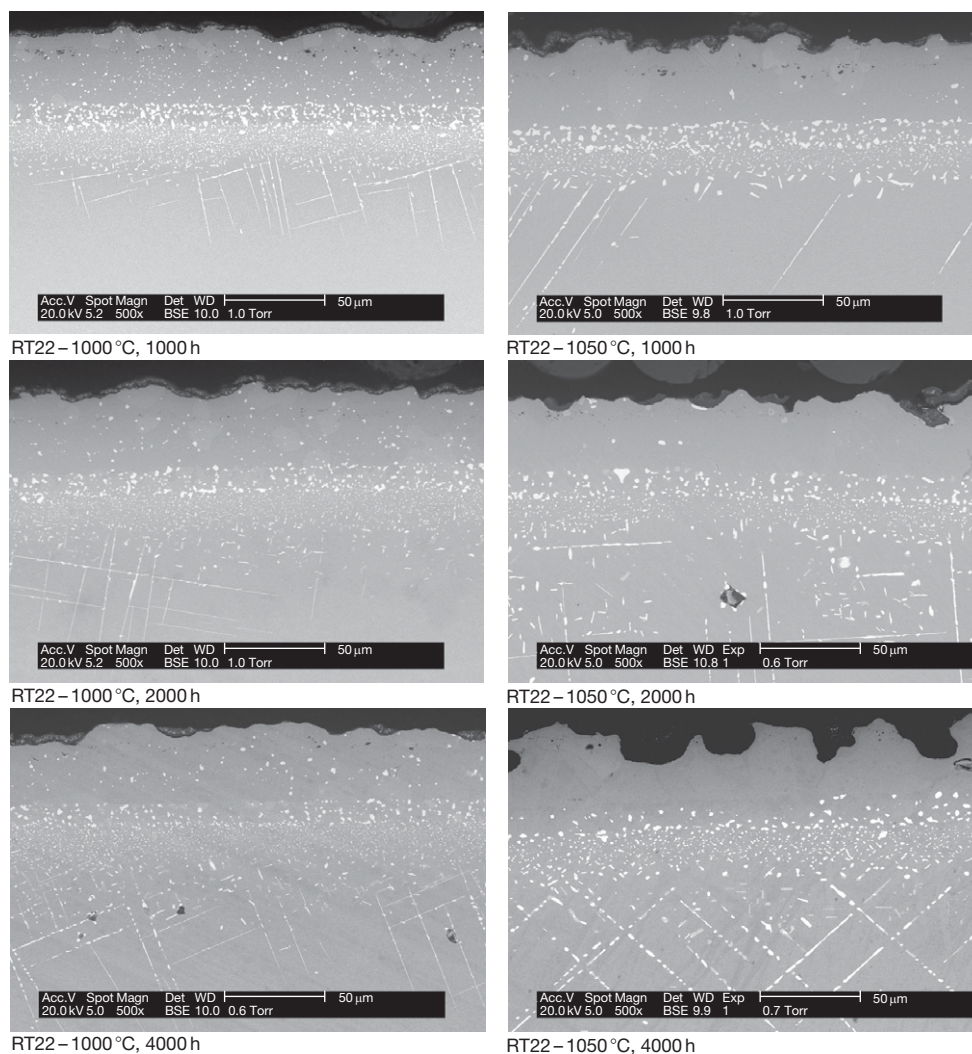 Acc.V Spot Magn Det WD 50 μm
20.0 kV 5.2 500x BSE 10.0 1.0 Torr
RT22 – 1000 °C, 1000 h
Acc.V Spot Magn Det WD 50 μm
20.0 kV 5.0 500x BSE 9.8 1.0 Torr
RT22 – 1050 °C, 1000 h
Acc.V Spot Magn Det WD 50 μm
20.0 kV 5.2 500x BSE 10.0 1.0 Torr
RT22 – 1000 °C, 2000 h
Acc.V Spot Magn Det WD Exp 50 μm
20.0 kV 5.0 500x BSE 10.8 1 0.6 Torr
RT22 – 1050 °C, 2000 h
Acc.V Spot Magn Det WD 50 μm
20.0 kV 5.0 500x BSE 10.0 0.6 Torr
RT22 – 1000 °C, 4000 h
Acc.V Spot Magn Det WD Exp 50 μm
20.0 kV 5.0 500x BSE 9.9 1 0.7 Torr
RT22 – 1050 °C, 4000 h